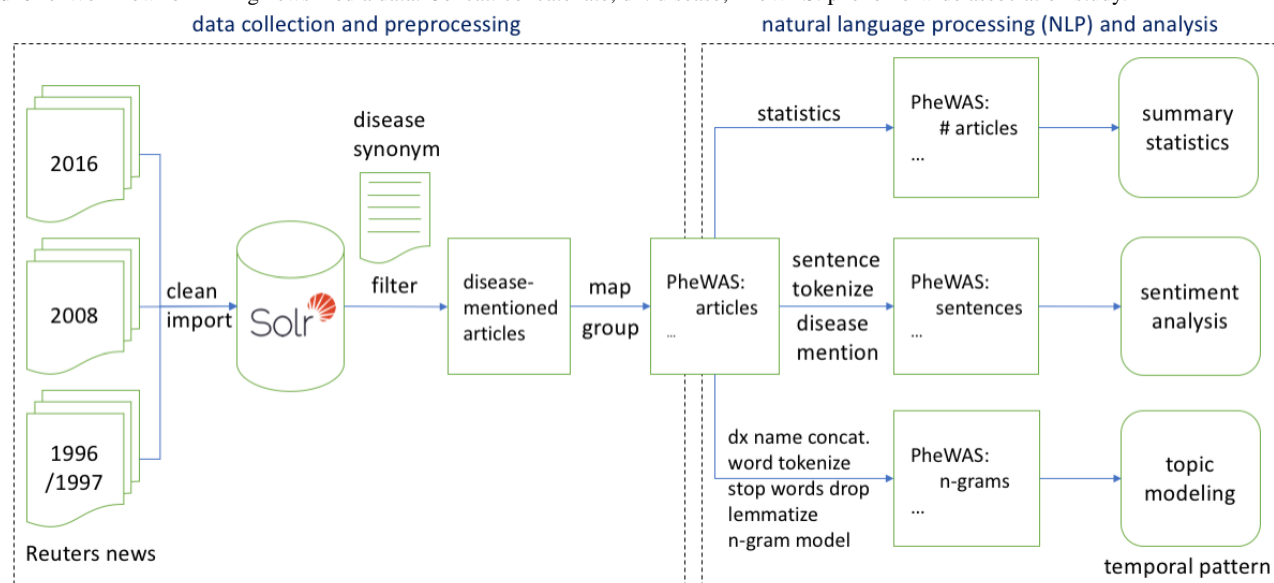 data collection and preprocessing
natural language processing (NLP) and analysis
2016
2008
1996
/1997
Reuters news
clean
import
Solr
disease
synonym
filter
disease-
mentioned
articles
map
group
PheWAS:
articles
...
statistics
PheWAS:
# articles
...
summary
statistics
sentence
tokenize
disease
mention
PheWAS:
sentences
...
sentiment
analysis
dx name concat.
word tokenize
stop words drop
lemmatize
n-gram model
PheWAS:
n-grams
...
topic
modeling
temporal pattern